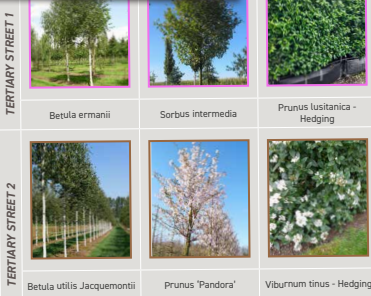 TERTIARY STREET 1
Betula ermanii
Sorbus intermedia
Prunus lusitanica -
Hedging
TERTIARY STREET 2
Betula utilis Jacquemontii
Prunus 'Pandora'
Viburnum tinus - Hedging